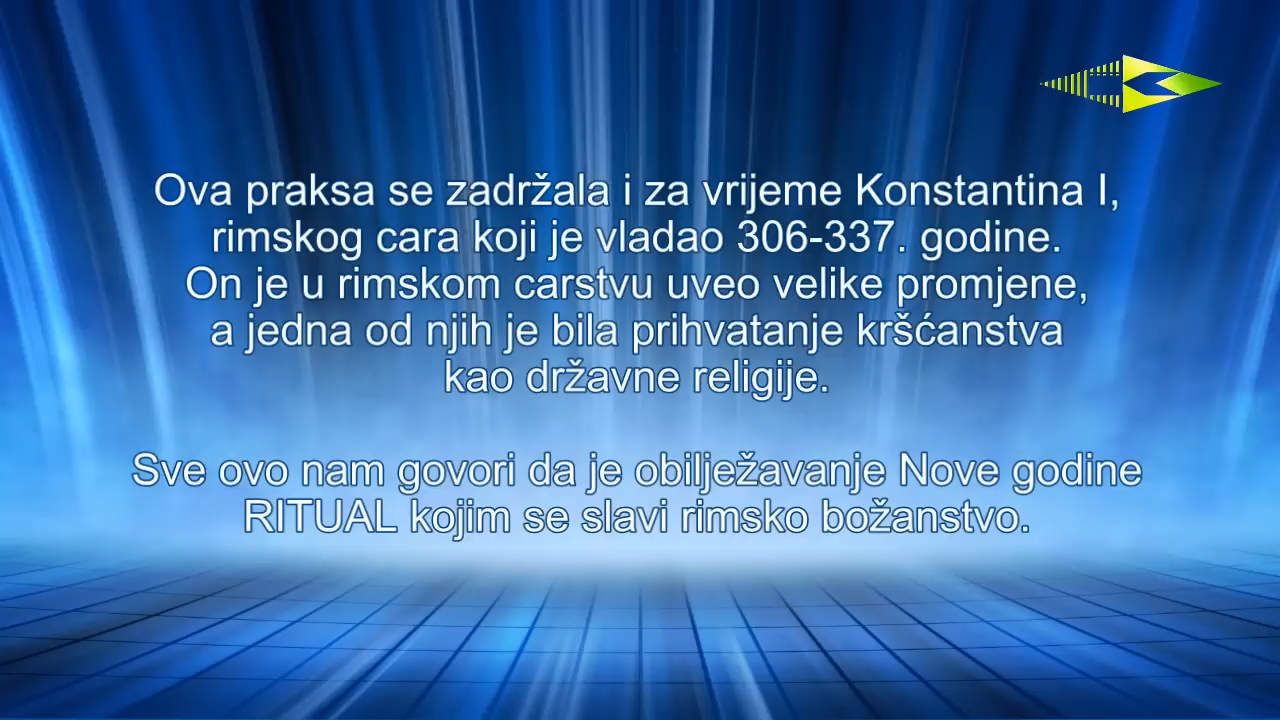 Ova praksa se zadržala i za vrijeme Konstantina I,
rimskog cara koji je vladao 306-337. godine.
On je u rimskom carstvu uveo velike promjene,
a jedna od njih je bila prihvatanje kršćanstva
kao državne religije.
Sve ovo nam govori da je obilježavanje Nove godine
RITUAL kojim se slavi rimsko božanstvo.